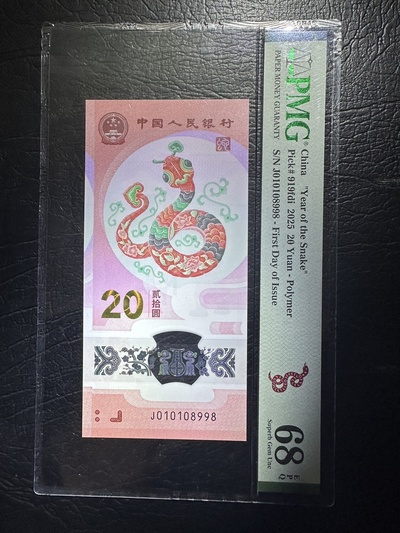 中国人民银行
20
贰拾圆
J010108998
PMG
PAPER MONEY GUARANTY
China "Year of the Snake"
Pick# 919fdi 2025 20 Yuan - Polymer
S/N J010108998 - First Day of Issue
68 EPQ
Superb Gem Unc